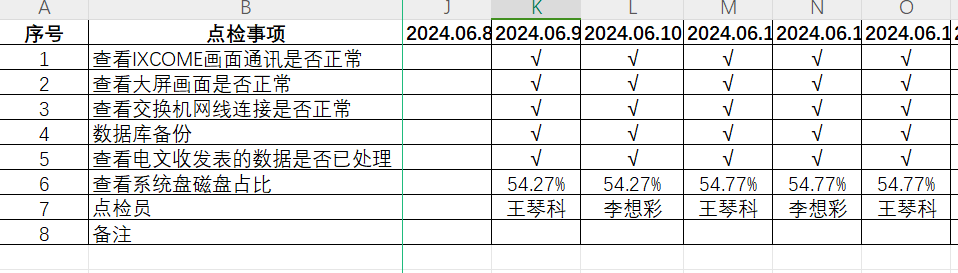 A B J K L M N O
序号 点检事项 2024.06.8 2024.06.9 2024.06.10 2024.06.1 2024.06.1 2024.06.1
1 查看IXCOME画面通讯是否正常 √ √ √ √ √
2 查看大屏画面是否正常 √ √ √ √ √
3 查看交换机网线连接是否正常 √ √ √ √ √
4 数据库备份 √ √ √ √ √
5 查看电文收发表的数据是否已处理 √ √ √ √ √
6 查看系统盘磁盘占比 54.27% 54.27% 54.77% 54.77% 54.77%
7 点检员 王琴科 李想彩 王琴科 李想彩 王琴科
8 备注